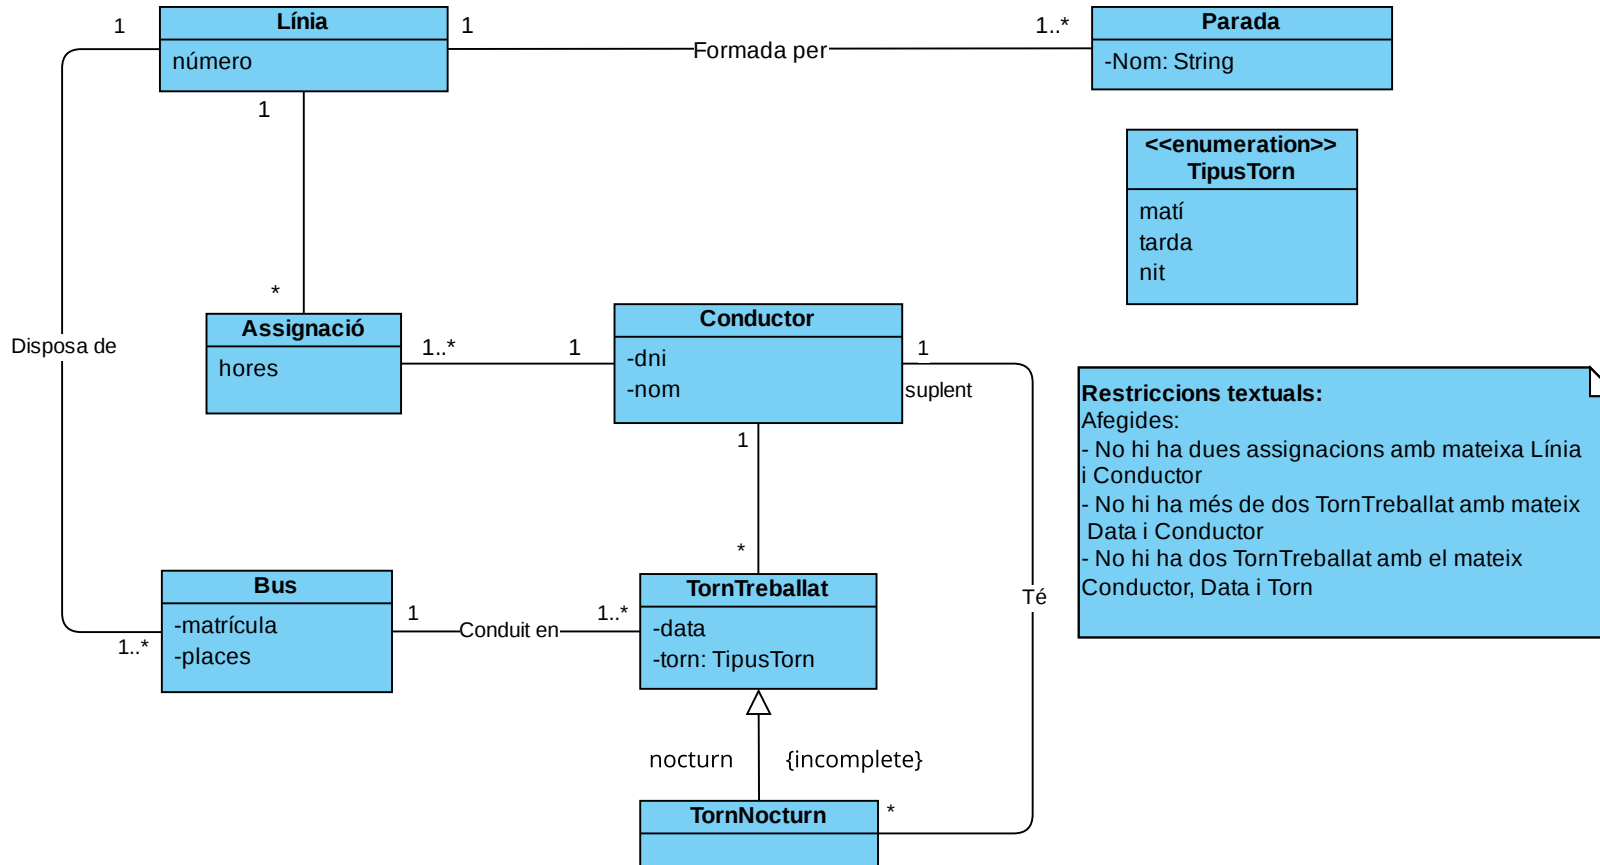 1
Línia
1
1..*
Parada
número
Formada per
-Nom: String
1
<<enumeration>>
TipusTorn
matí
tarda
nit
*
Assignació
hores
1..*
1
Conductor
-dni
-nom
1
suplent
Disposa de
Restriccions textuals:
Afegides:
- No hi ha dues assignacions amb mateixa Línia
i Conductor
- No hi ha més de dos TornTreballat amb mateix
Data i Conductor
- No hi ha dos TornTreballat amb el mateix
Conductor, Data i Torn
1
*
Bus
-matrícula
-places
1..*
1
Conduit en
1..*
TornTreballat
-data
-torn: TipusTorn
Té
nocturn
{incomplete}
TornNocturn
*